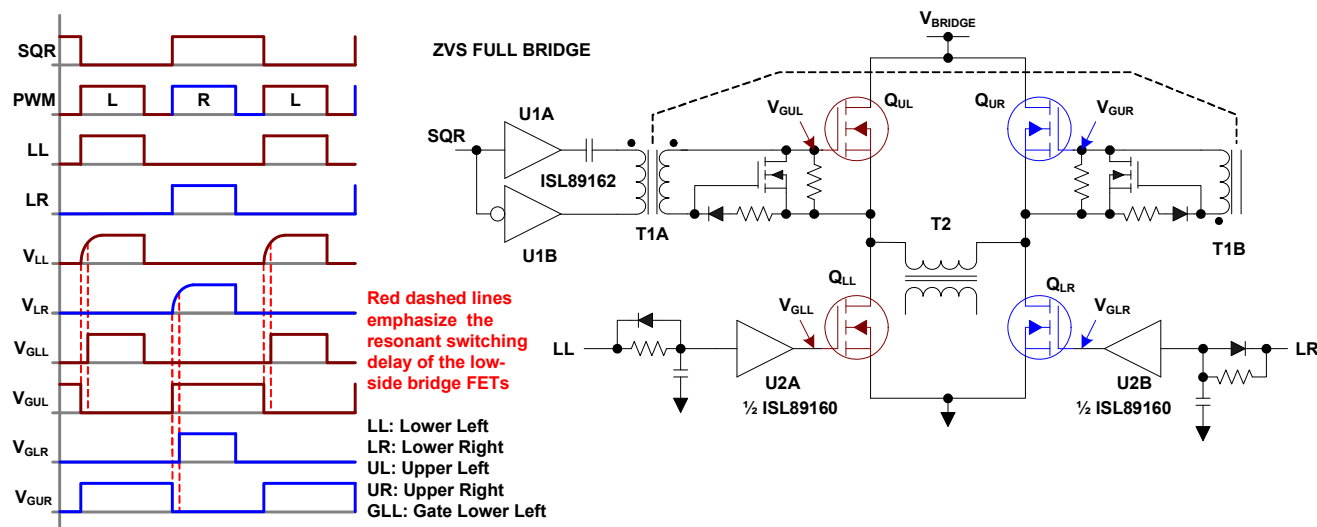 SQR
PWM
L
R
L
LL
LR
VLL
VLR
VGLL
VGUL
VGLR
VGUR
Red dashed lines
emphasize the
resonant switching
delay of the low-
side bridge FETs
LL: Lower Left
LR: Lower Right
UL: Upper Left
UR: Upper Right
GLL: Gate Lower Left
ZVS FULL BRIDGE
VBRIDGE
SQR
U1A
ISL89162
U1B
T1A
VGUL
QUL
QUR
VGUR
T1B
T2
QLL
VGLL
QLR
VGLR
LL
U2A
½ ISL89160
U2B
½ ISL89160
LR